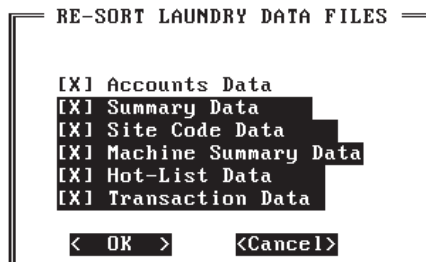 RE-SORT LAUNDRY DATA FILES
[X] Accounts Data
[X] Summary Data
[X] Site Code Data
[X] Machine Summary Data
[X] Hot-List Data
[X] Transaction Data
< OK > <Cancel>